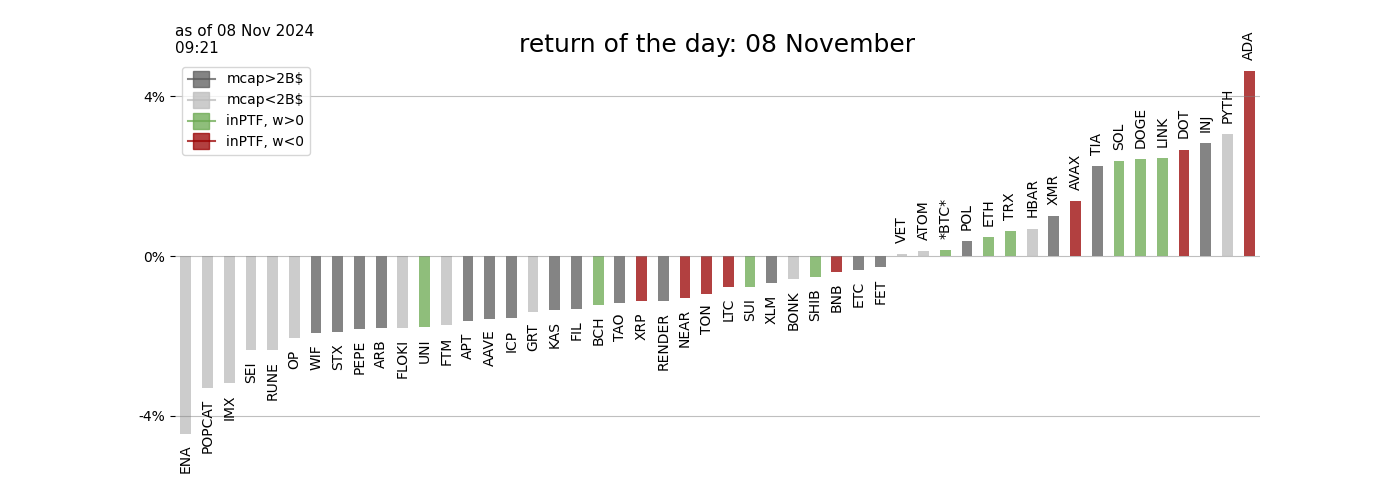 as of 08 Nov 2024
09:21
return of the day: 08 November
mcap>2B$
mcap<2B$
inPTF, w>0
inPTF, w<0
4%
0%
-4%
ENA
POPCAT
IMX
SEI
RUNE
OP
WIF
STX
PEPE
ARB
FLOKI
UNI
FTM
APT
AAVE
ICP
GRT
KAS
FIL
BCH
TAO
XRP
RENDER
NEAR
TON
LTC
SUI
XLM
BONK
SHIB
BNB
ETC
FET
VET
ATOM
*BTC*
POL
ETH
TRX
HBAR
XMR
AVAX
TIA
SOL
DOGE
LINK
DOT
INJ
PYTH
ADA